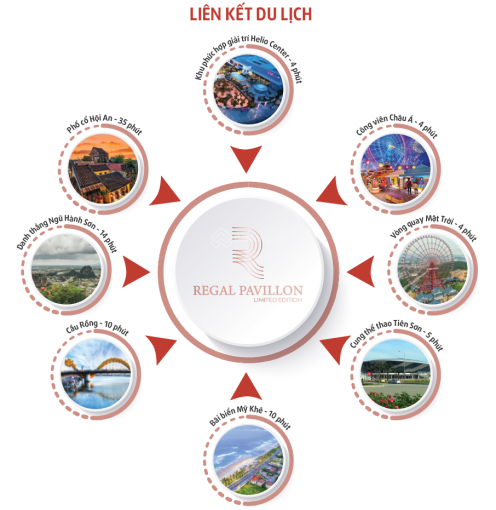 LIÊN KẾT DU LỊCH
Khu phức hợp giải trí Helio Center - 4 phút
Phố cổ Hội An - 35 phút
Công viên Châu Á - 4 phút
Danh thắng Ngũ Hành Sơn - 14 phút
Vòng quay Mặt Trời - 4 phút
REGAL PAVILLON
LIMITED EDITION
Cầu Rồng - 10 phút
Cung thể thao Tiên Sơn - 5 phút
Bãi biển Mỹ Khê - 10 phút